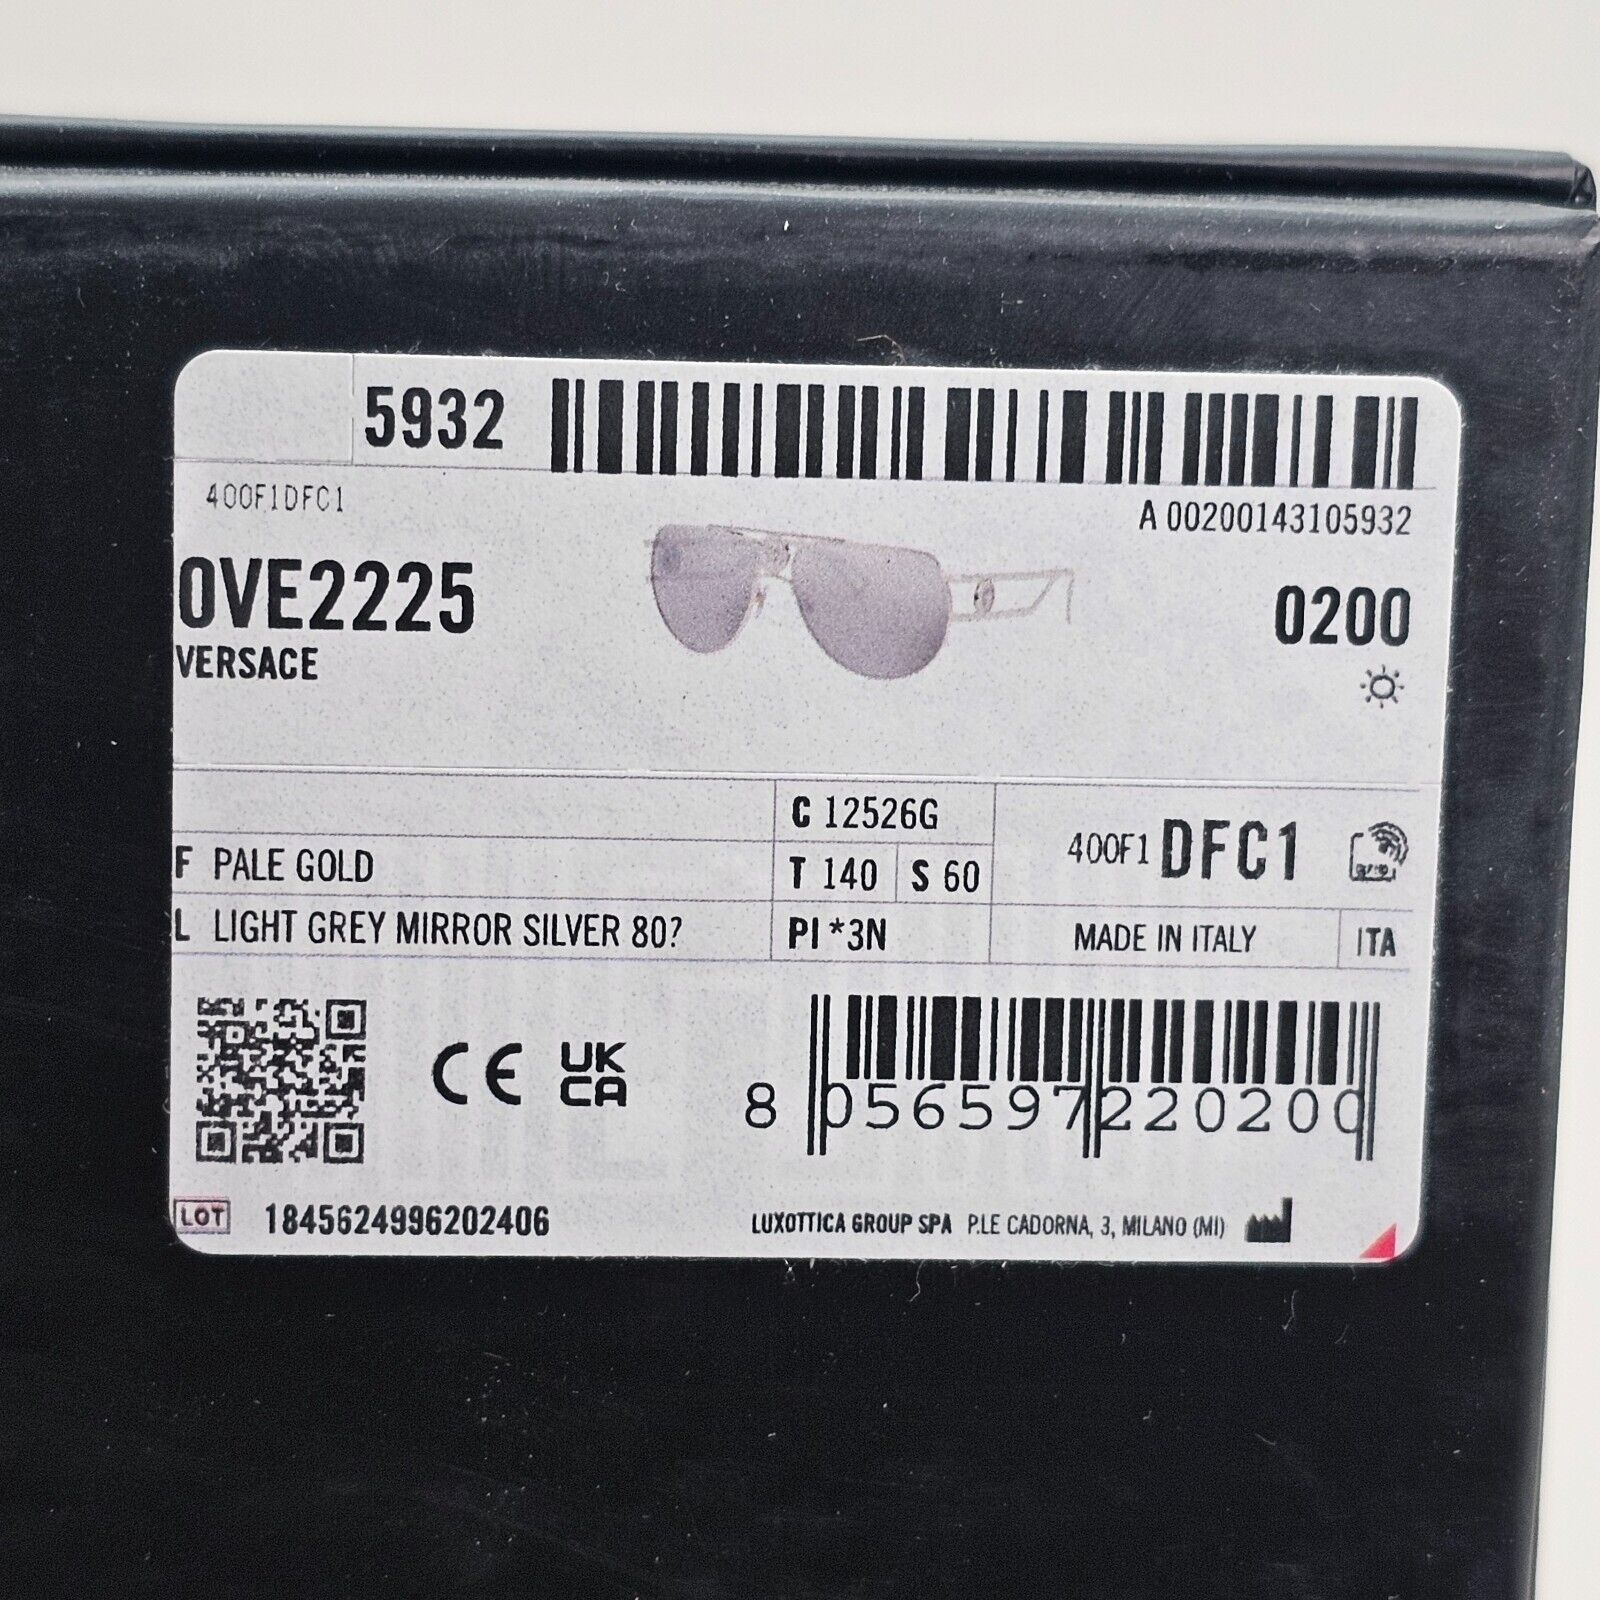 5932
A 00200143105932
400F1DFC1
0VE2225
0200
VERSACE
C 12526G
F PALE GOLD
T 140 S 60
400F1 DFC1
L LIGHT GREY MIRROR SILVER 80?
PI *3N
MADE IN ITALY
ITA
CE
UK
CA
8 056597 220200
LOT 1845624996202406
LUXOTTICA GROUP SPA P.LE CADORNA, 3, MILANO (MI)